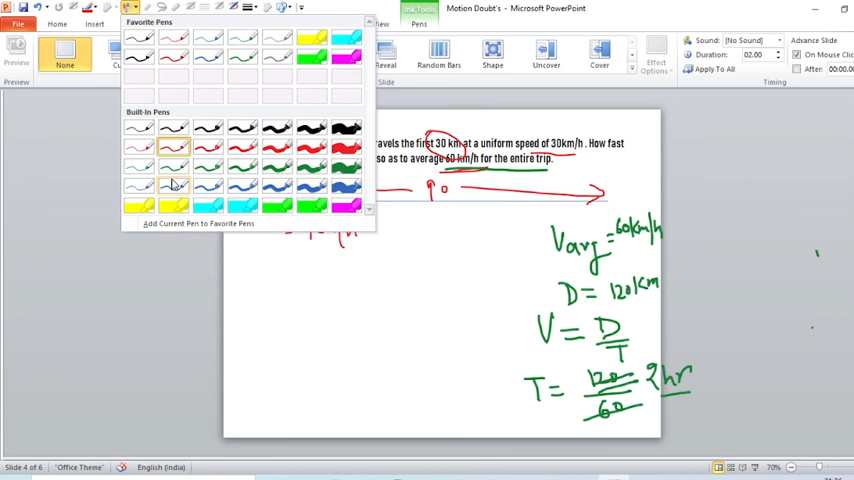 Ink Tools
Motion Doubt's - Microsoft PowerPoint
File
Home
Insert
Pens
Favorite Pens
Built-In Pens
Add Current Pen to Favorite Pens
Preview
None
Reveal
Random Bars
Shape
Uncover
Cover
Effect
Options
Sound: [No Sound]
Duration: 02.00
Apply To All
Advance Slide
On Mouse Click
After: 00:00.
Preview
Slide
travels the first 30 km at a uniform speed of 30km/h . How fast
so as to average 60 km/h for the entire trip.
90
Vavg = 60km/h
D = 120km
V = D/T
T = 120/60 2hr
Slide 4 of 6
"Office Theme"
English (India)
70%